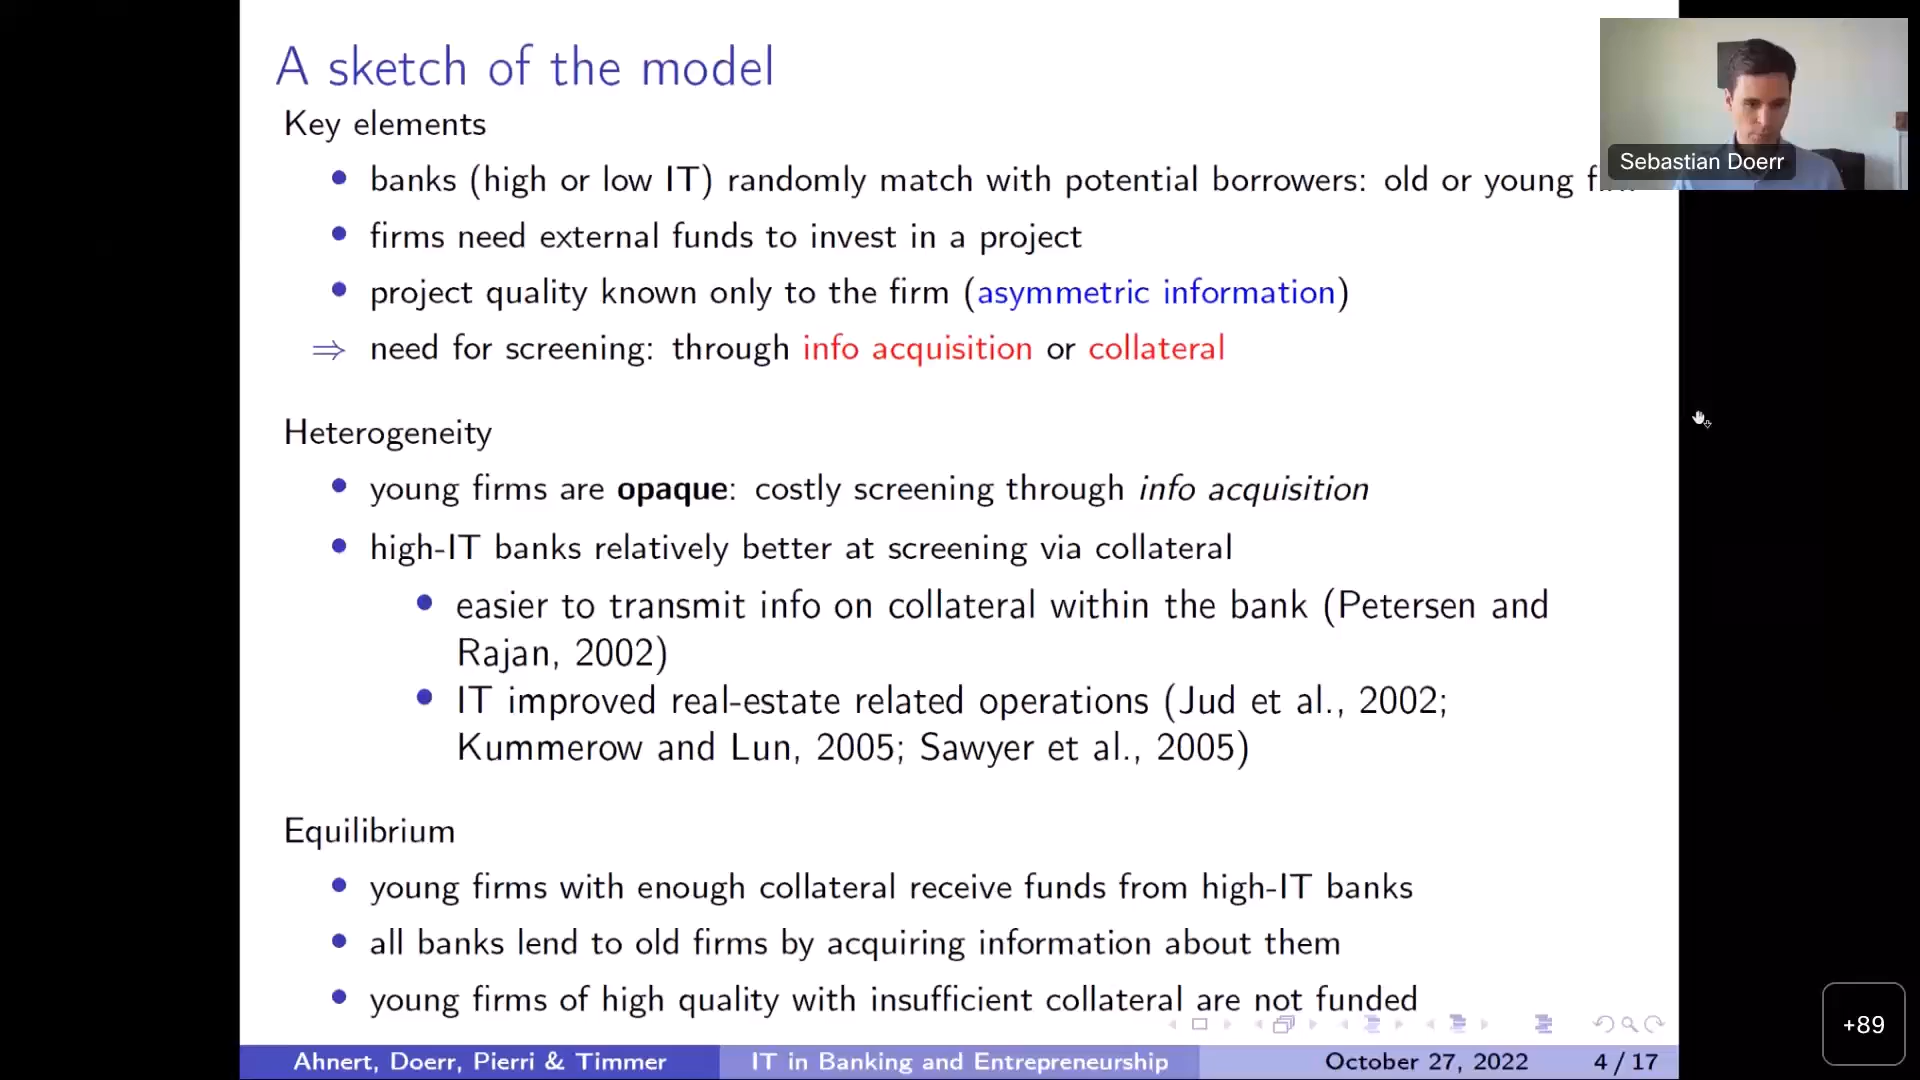 A sketch of the model
Key elements
• banks (high or low IT) randomly match with potential borrowers: old or young
• firms need external funds to invest in a project
• project quality known only to the firm (asymmetric information)
⇒ need for screening: through info acquisition or collateral
Heterogeneity
• young firms are opaque: costly screening through info acquisition
• high-IT banks relatively better at screening via collateral
• easier to transmit info on collateral within the bank (Petersen and
Rajan, 2002)
• IT improved real-estate related operations (Jud et al., 2002;
Kummerow and Lun, 2005; Sawyer et al., 2005)
Equilibrium
• young firms with enough collateral receive funds from high-IT banks
• all banks lend to old firms by acquiring information about them
• young firms of high quality with insufficient collateral are not funded
Ahnert, Doerr, Pierri & Timmer IT in Banking and Entrepreneurship October 27, 2022 4 / 17
Sebastian Doerr
+89